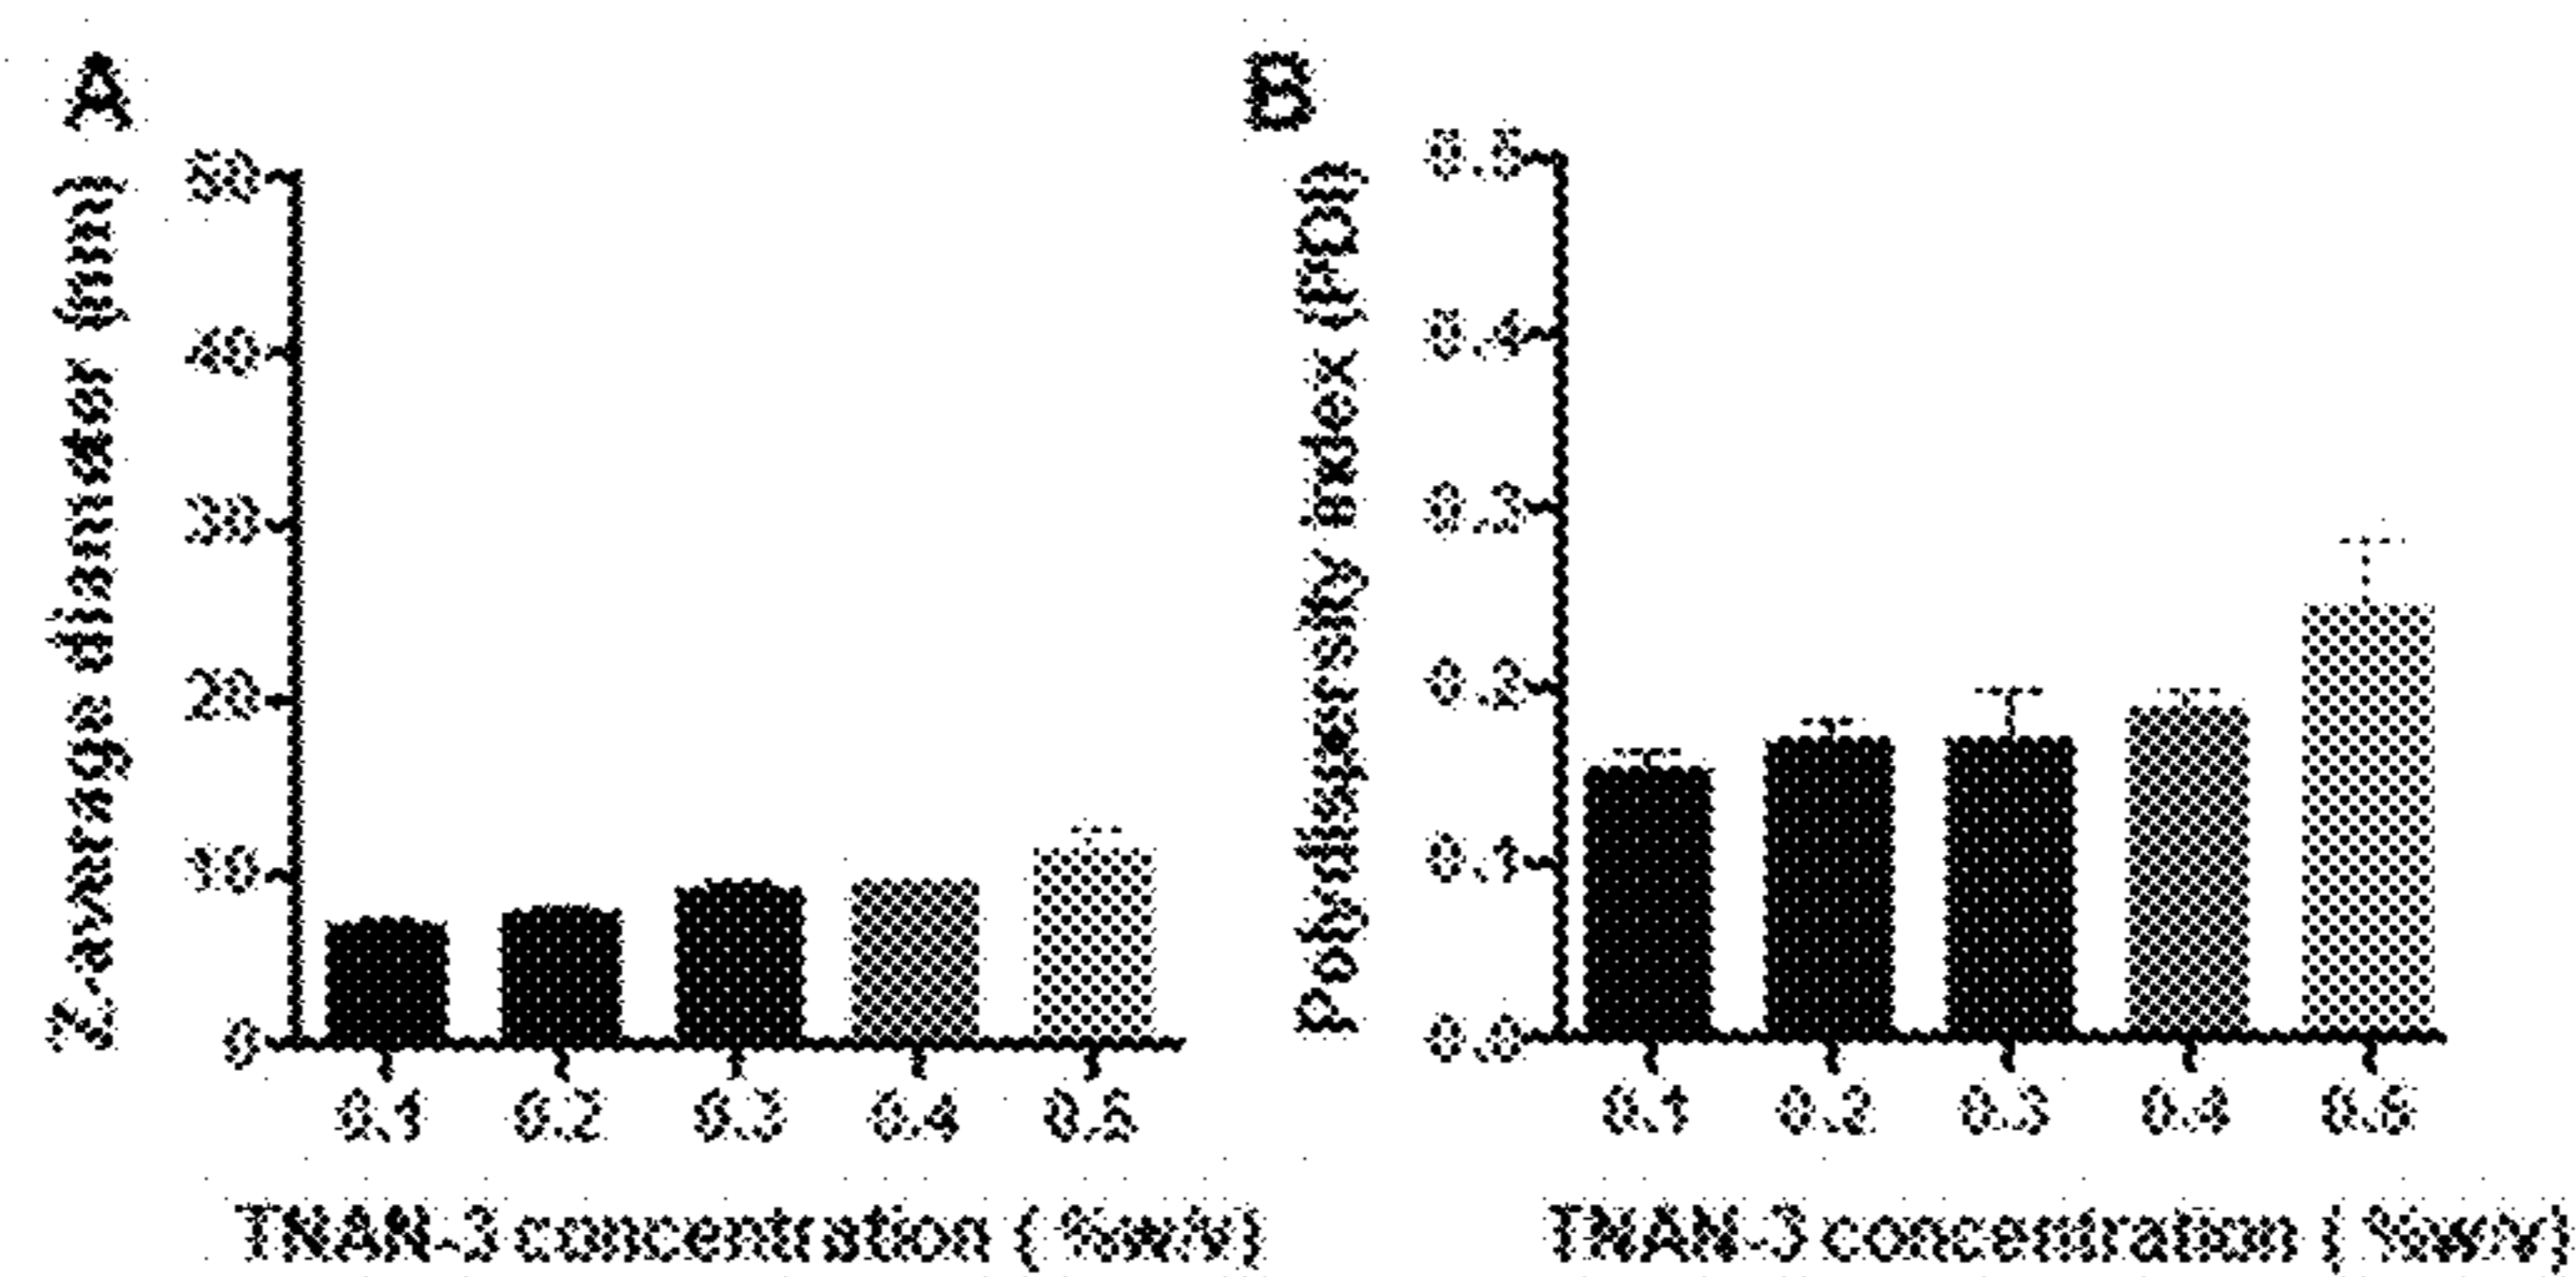 A
Z-average diameter (nm)
50
40
30
20
10
0
0.1 0.2 0.3 0.4 0.5
TNAN-3 concentration ( %w/v)
B
Polydispersity index (PDI)
0.5
0.4
0.3
0.2
0.1
0.0
0.1 0.2 0.3 0.4 0.5
TNAN-3 concentration ( %w/v)